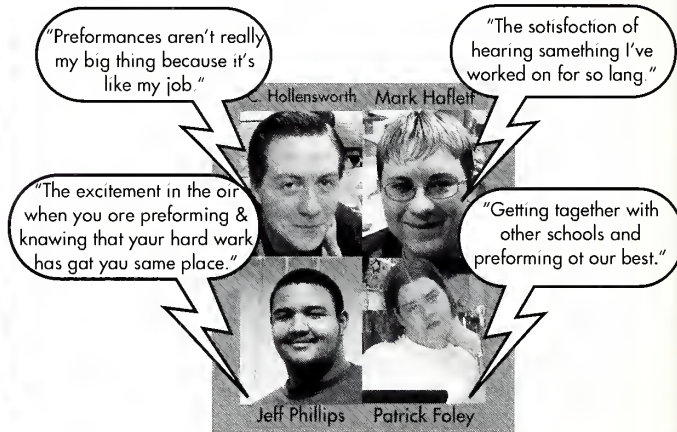 "Preformances aren't really
my big thing because it's
like my job."
"The sotisfoction of
hearing samething I've
worked on for so lang."
C. Hollensworth
Mark Haflett
"The excitement in the oir
when you ore preforming &
knowing that yaur hard wark
has gat yau same place."
"Getting tagether with
other schools and
preforming ot our best."
Jeff Phillips
Patrick Foley